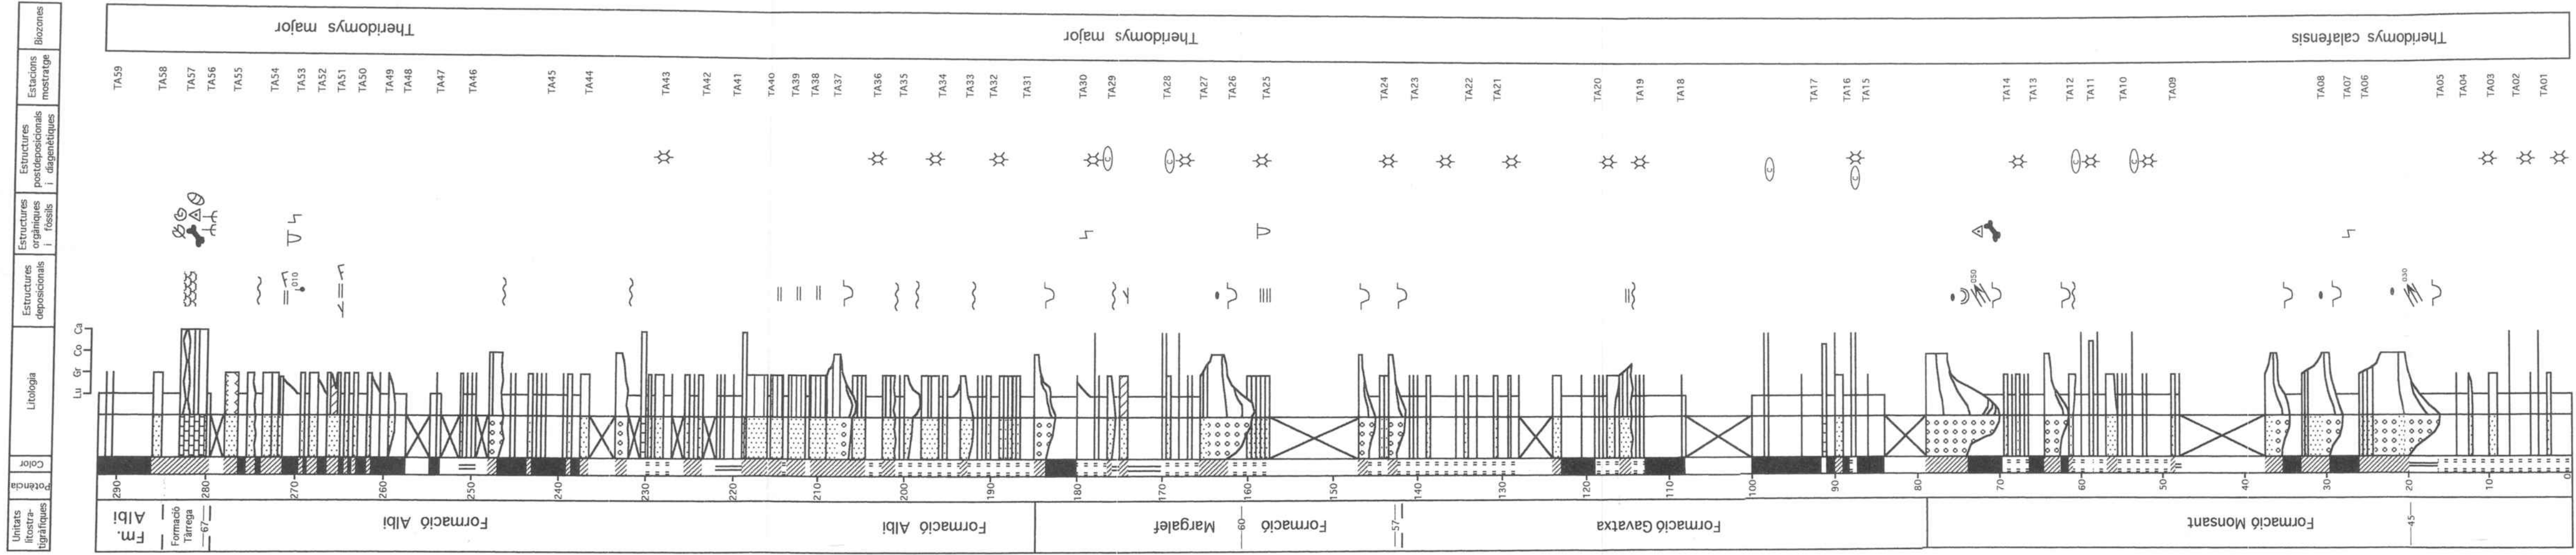 Biozones
Estacions
mostratge
Estructures
postdeposicionals
i diagenètiques
Estructures
orgàniques
i fòssils
Estructures
deposicionals
Litologia
Color
Potència
Unitats
litostra-
tigràfiques
Theridomys major
Theridomys major
Theridomys calafensis
TA59
TA58
TA57
TA56
TA55
TA54
TA53
TA52
TA51
TA50
TA49
TA48
TA47
TA46
TA45
TA44
TA43
TA42
TA41
TA40
TA39
TA38
TA37
TA36
TA35
TA34
TA33
TA32
TA31
TA30
TA29
TA28
TA27
TA26
TA25
TA24
TA23
TA22
TA21
TA20
TA19
TA18
TA17
TA16
TA15
TA14
TA13
TA12
TA11
TA10
TA09
TA08
TA07
TA06
TA05
TA04
TA03
TA02
TA01
C
C
C
C
C
C
010
050
030
Ca
Co
Gr
Lu
290
280
270
260
250
240
230
220
210
200
190
180
170
160
150
140
130
120
110
100
90
80
70
60
50
40
30
20
10
0
Fm.
Albi
Formació
Tàrrega
67
Formació Albi
Formació Albi
Margalef
60
Formació
57
Formació Gavatxa
Formació Monsant
45